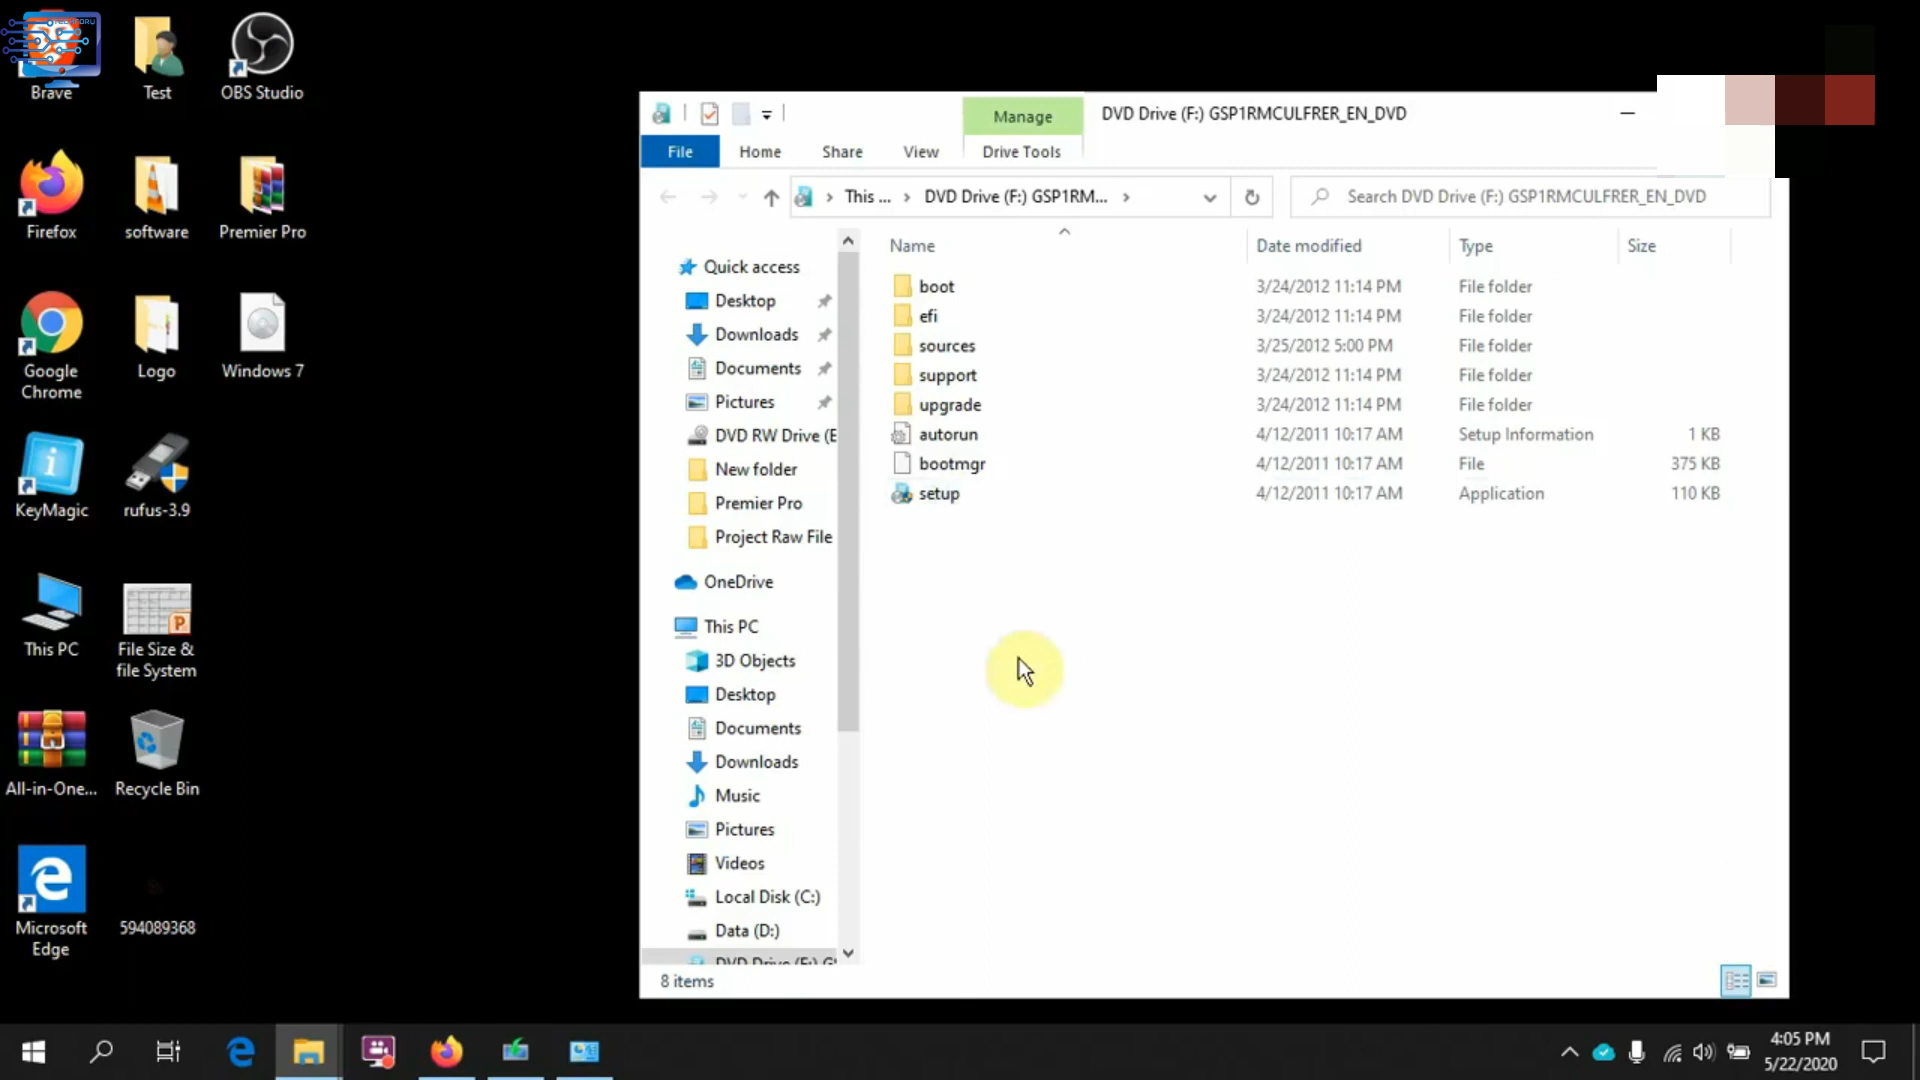 TECHFORU
Brave
Test
OBS Studio
Firefox
software
Premier Pro
Google
Chrome
Logo
Windows 7
KeyMagic
rufus-3.9
This PC
File Size &
file System
All-in-One...
Recycle Bin
Microsoft
Edge
594089368
Manage
DVD Drive (F:) GSP1RMCULFRER_EN_DVD
File
Home
Share
View
Drive Tools
This ...
DVD Drive (F:) GSP1RM...
Search DVD Drive (F:) GSP1RMCULFRER_EN_DVD
Quick access
Desktop
Downloads
Documents
Pictures
DVD RW Drive (E
New folder
Premier Pro
Project Raw File
OneDrive
This PC
3D Objects
Desktop
Documents
Downloads
Music
Pictures
Videos
Local Disk (C:)
Data (D:)
DVD Drive (F:) G
Name Date modified Type Size
boot 3/24/2012 11:14 PM File folder
efi 3/24/2012 11:14 PM File folder
sources 3/25/2012 5:00 PM File folder
support 3/24/2012 11:14 PM File folder
upgrade 3/24/2012 11:14 PM File folder
autorun 4/12/2011 10:17 AM Setup Information 1 KB
bootmgr 4/12/2011 10:17 AM File 375 KB
setup 4/12/2011 10:17 AM Application 110 KB
8 items
4:05 PM
5/22/2020